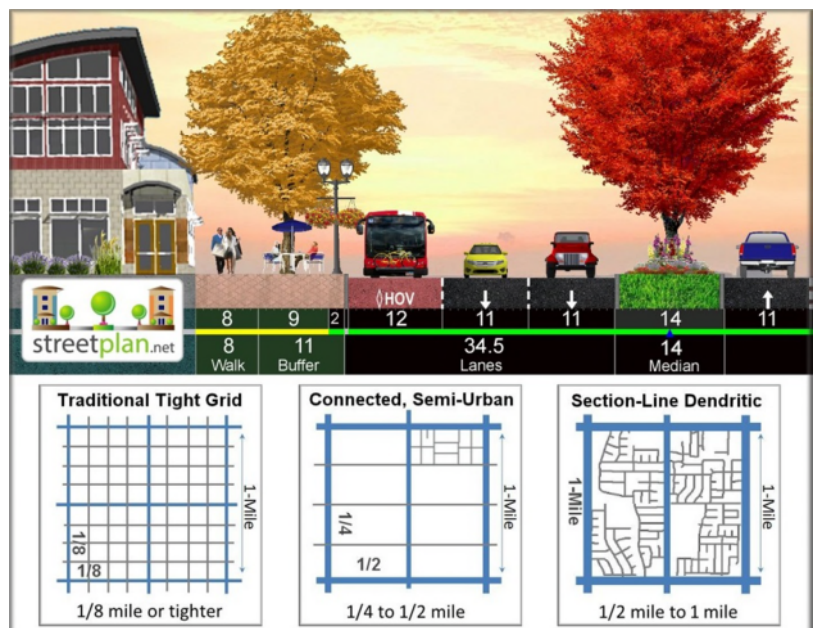 ◊HOV
8 9 2 12 11 11 14 11
streetplan.net
8 11 34.5 14
Walk Buffer Lanes Median
Traditional Tight Grid
1-Mile
1/8
1/8
1/8 mile or tighter
Connected, Semi-Urban
1-Mile
1/4
1/2
1/4 to 1/2 mile
Section-Line Dendritic
1-Mile
1-Mile
1/2 mile to 1 mile